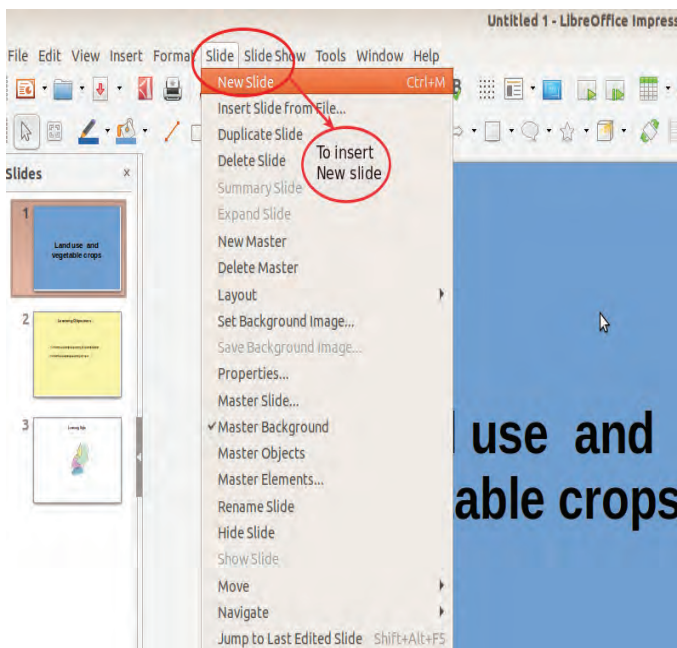 Untitled 1 - LibreOffice Impress
File Edit View Insert Format Slide Slide Show Tools Window Help
New Slide Ctrl+M
Insert Slide from File...
Duplicate Slide
Delete Slide
To insert
New slide
Summary Slide
Expand Slide
New Master
Delete Master
Layout
Set Background Image...
Save Background Image...
Properties...
Master Slide...
✓Master Background
Master Objects
Master Elements...
Rename Slide
Hide Slide
Show Slide
Move
Navigate
Jump to Last Edited Slide Shift+Alt+F5
Slides x
1
Land use and
vegetable crops
2
3
use and
able crops